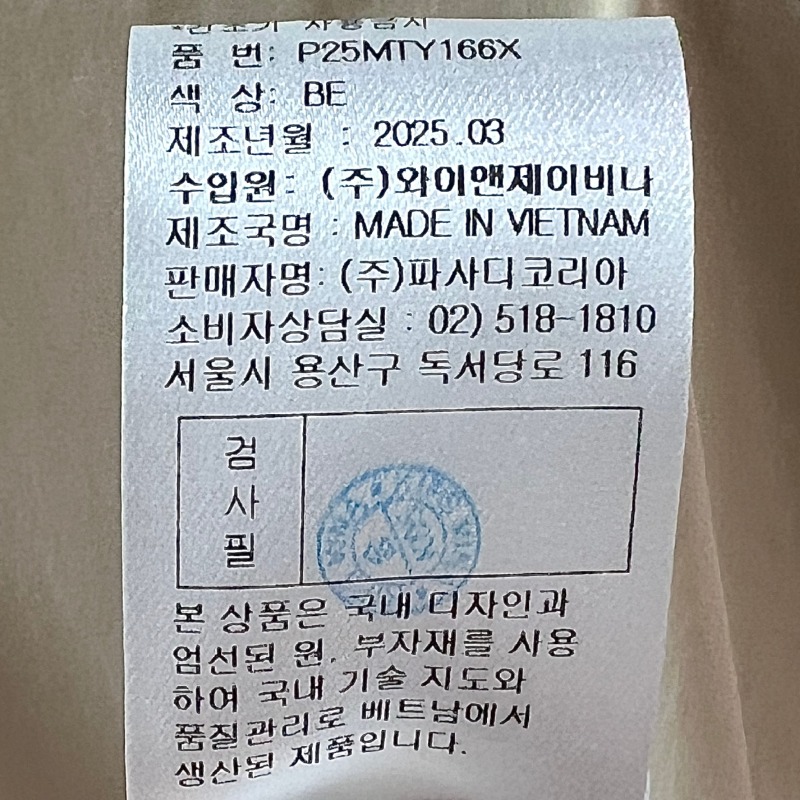 품 번: P25MTY166X
색 상: BE
제조년월 : 2025.03
수입원: (주)와이앤제이비나
제조국명 : MADE IN VIETNAM
판매자명: (주)파사디코리아
소비자상담실 : 02) 518-1810
서울시 용산구 독서당로 116
검
사
필
본 상품은 국내 디자인과
엄선된 원, 부자재를 사용
하여 국내 기술 지도와
품질관리로 베트남에서
생산된 제품입니다.